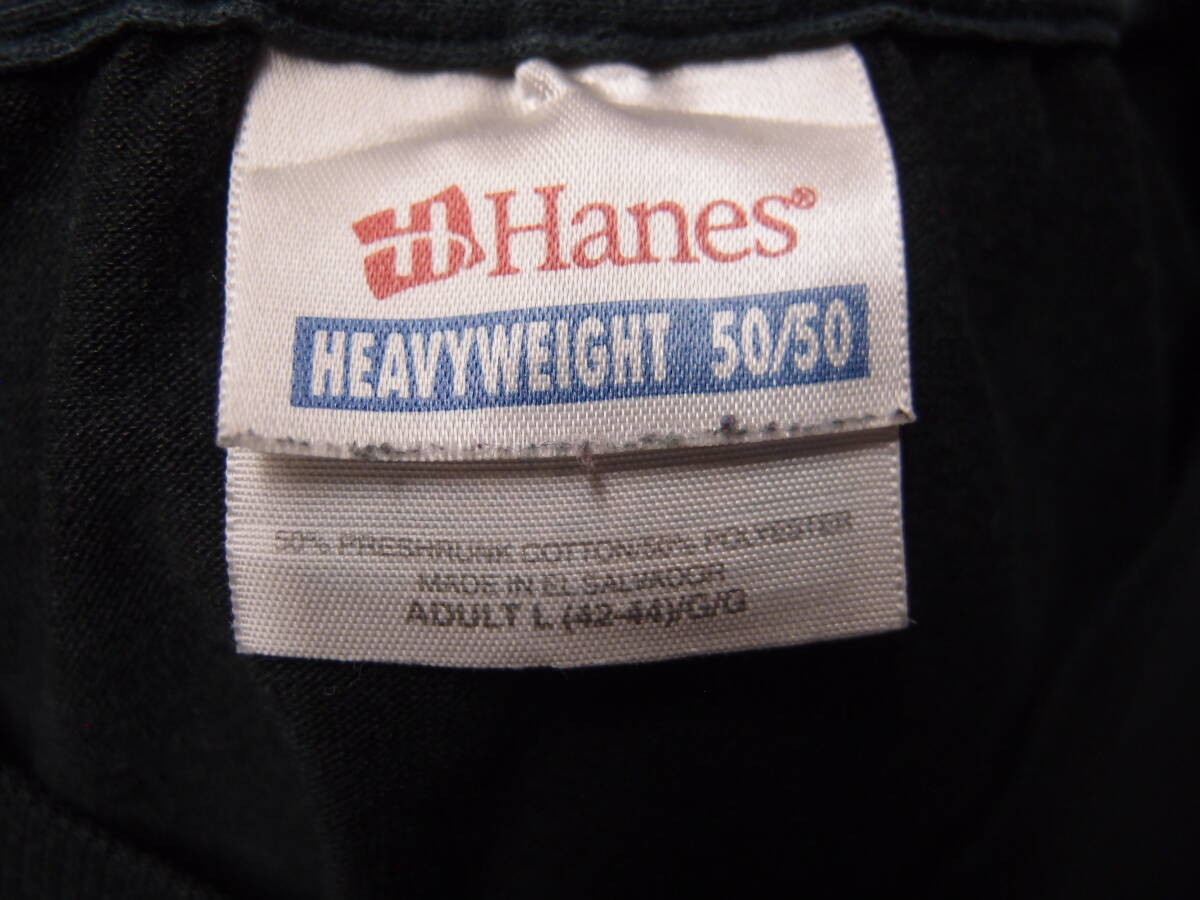 Hanes®
HEAVYWEIGHT 50/50
50% PRESHRUNK COTTON/50% POLYESTER
MADE IN EL SALVADOR
ADULT L (42-44)/G/G